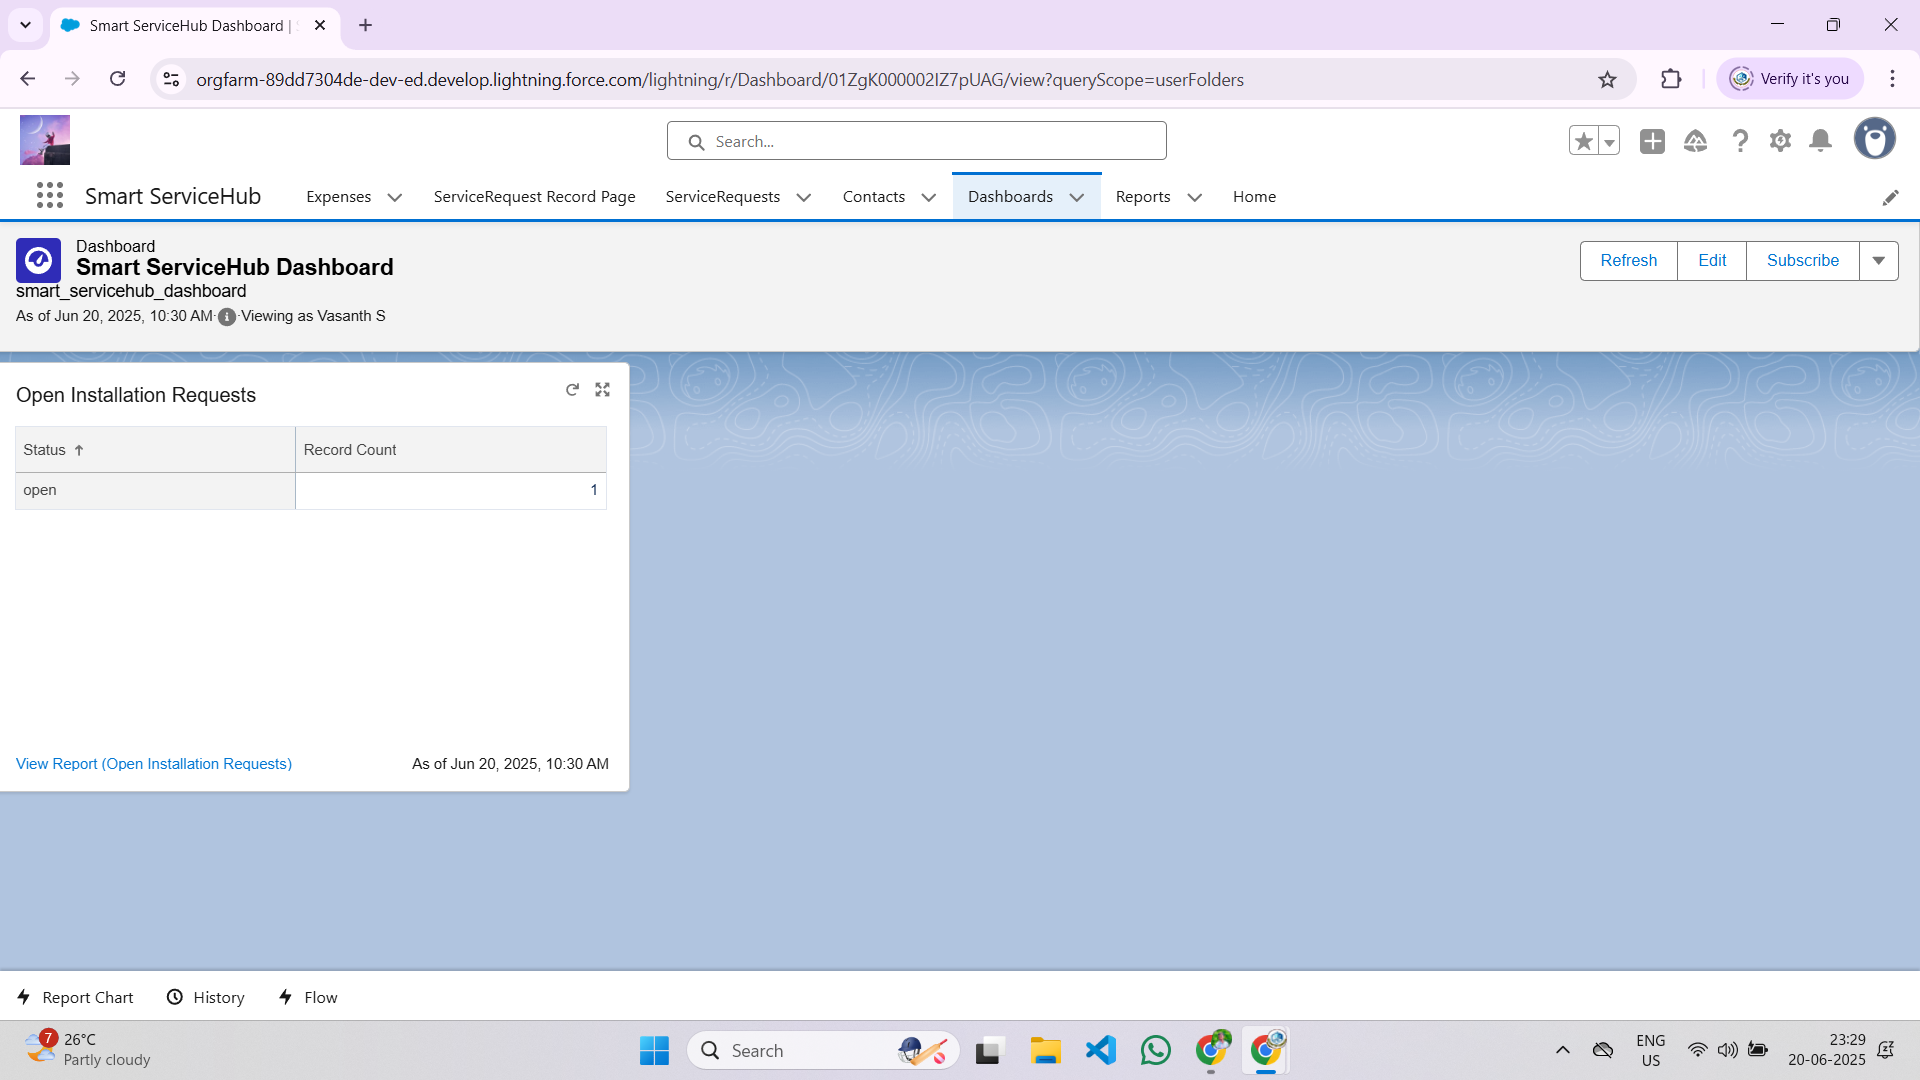 Smart ServiceHub Dashboard |
orgfarm-89dd7304de-dev-ed.develop.lightning.force.com/lightning/r/Dashboard/01ZgK000002IZ7pUAG/view?queryScope=userFolders
Verify it's you
Search...
Smart ServiceHub
Expenses
ServiceRequest Record Page
ServiceRequests
Contacts
Dashboards
Reports
Home
Dashboard
Smart ServiceHub Dashboard
smart_servicehub_dashboard
As of Jun 20, 2025, 10:30 AM·Viewing as Vasanth S
Refresh
Edit
Subscribe
Open Installation Requests
Status ↑
Record Count
open
1
View Report (Open Installation Requests)
As of Jun 20, 2025, 10:30 AM
Report Chart
History
Flow
7
26°C
Partly cloudy
Search
ENG
US
23:29
20-06-2025